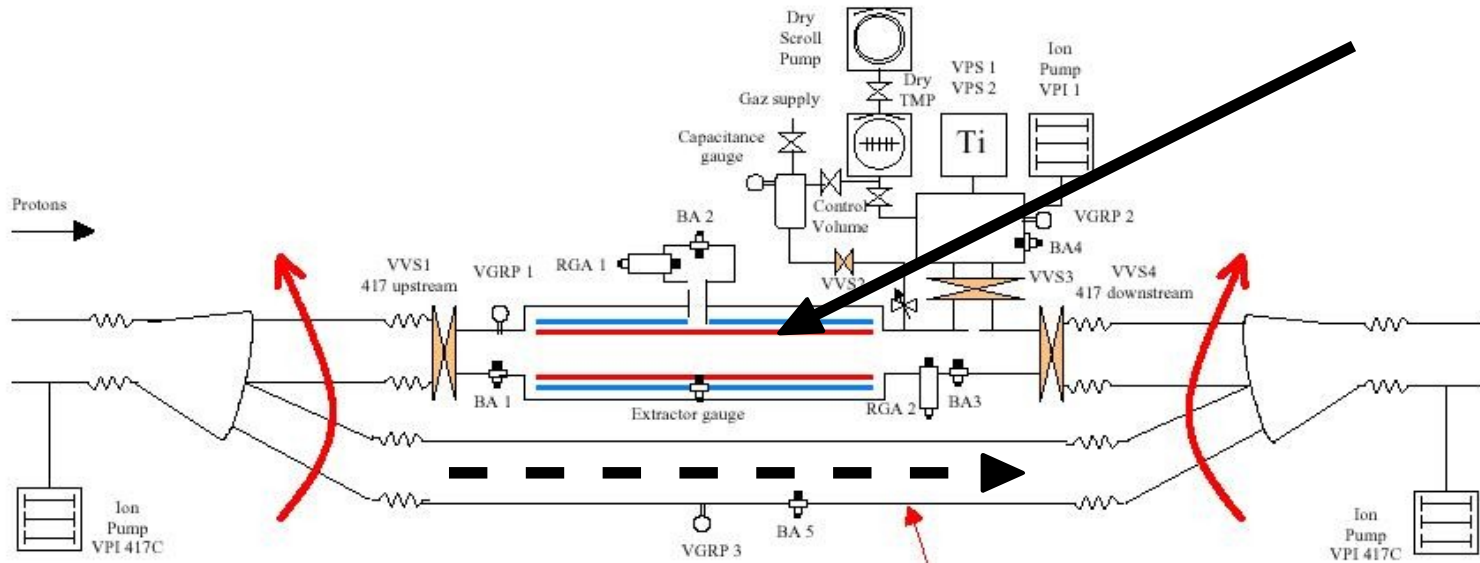 Dry
Scroll
Pump
VPS 1
VPS 2
Ion
Pump
VPI 1
Dry
TMP
Gaz supply
Capacitance
gauge
Ti
Protons
Control
Volume
VGRP 2
BA 2
BA4
RGA 1
VVS1
417 upstream
VGRP 1
VVS2
VVS3
VVS4
417 downstream
BA 1
Extractor gauge
RGA 2
BA3
Ion
Pump
VPI 417C
VGRP 3
BA 5
Ion
Pump
VPI 417C